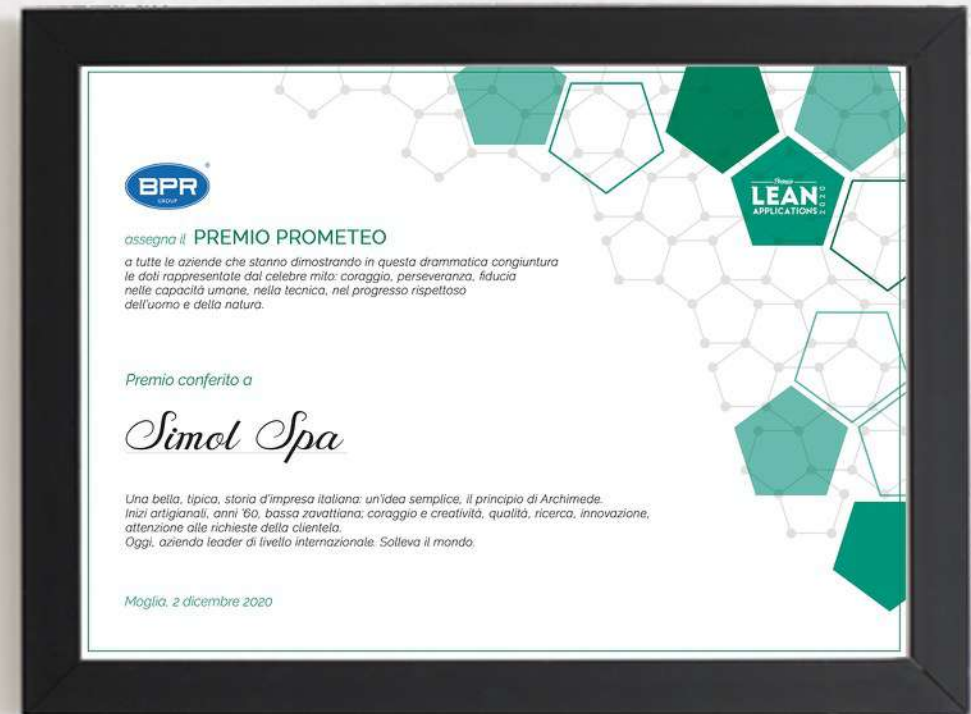 BPR
GROUP
®
Premio
LEAN
APPLICATIONS
2020
assegna il PREMIO PROMETEO
a tutte le aziende che stanno dimostrando in questa drammatica congiuntura
le doti rappresentate dal celebre mito: coraggio, perseveranza, fiducia
nelle capacità umane, nella tecnica, nel progresso rispettoso
dell'uomo e della natura.
Premio conferito a
Simol Spa
Una bella, tipica, storia d'impresa italiana: un'idea semplice, il principio di Archimede.
Inizi artigianali, anni '60, bassa zavattiana; coraggio e creatività, qualità, ricerca, innovazione,
attenzione alle richieste della clientela.
Oggi, azienda leader di livello internazionale. Solleva il mondo.
Moglia, 2 dicembre 2020